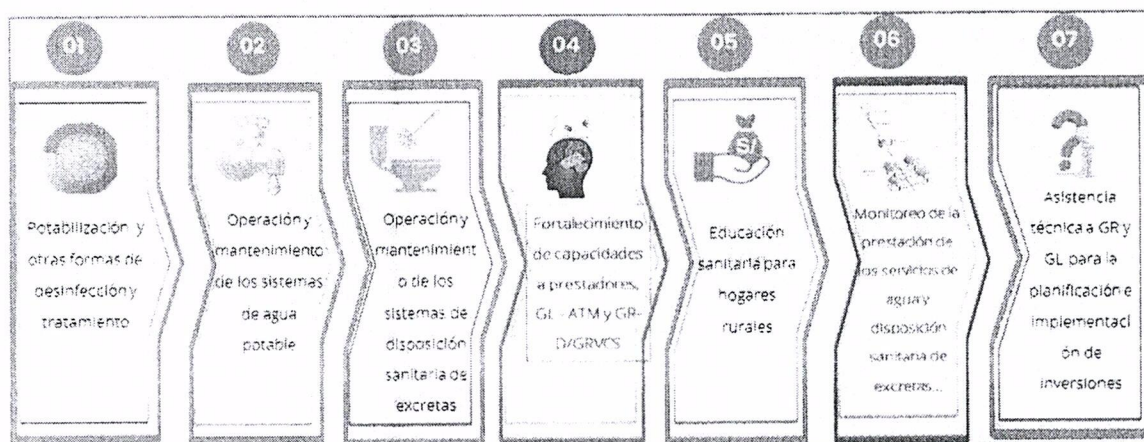 01
Potabilización y
otras formas de
desinfección y
tratamiento
02
Operación y
mantenimiento
de los sistemas
de agua
potable
03
Operación y
mantenimient
o de los
sistemas de
disposición
sanitaria de
excretas
04
Fortalecimiento
de capacidades
a prestadores,
GL - ATM y GR-
D/GRVCS
05
S/
Educación
sanitaria para
hogares
rurales
06
Monitoreo de la
prestación de
los servicios de
agua y
disposición
sanitaria de
excretas...
07
Asistencia
técnica a GR y
GL para la
planificación e
implementaci
ón de
inversiones